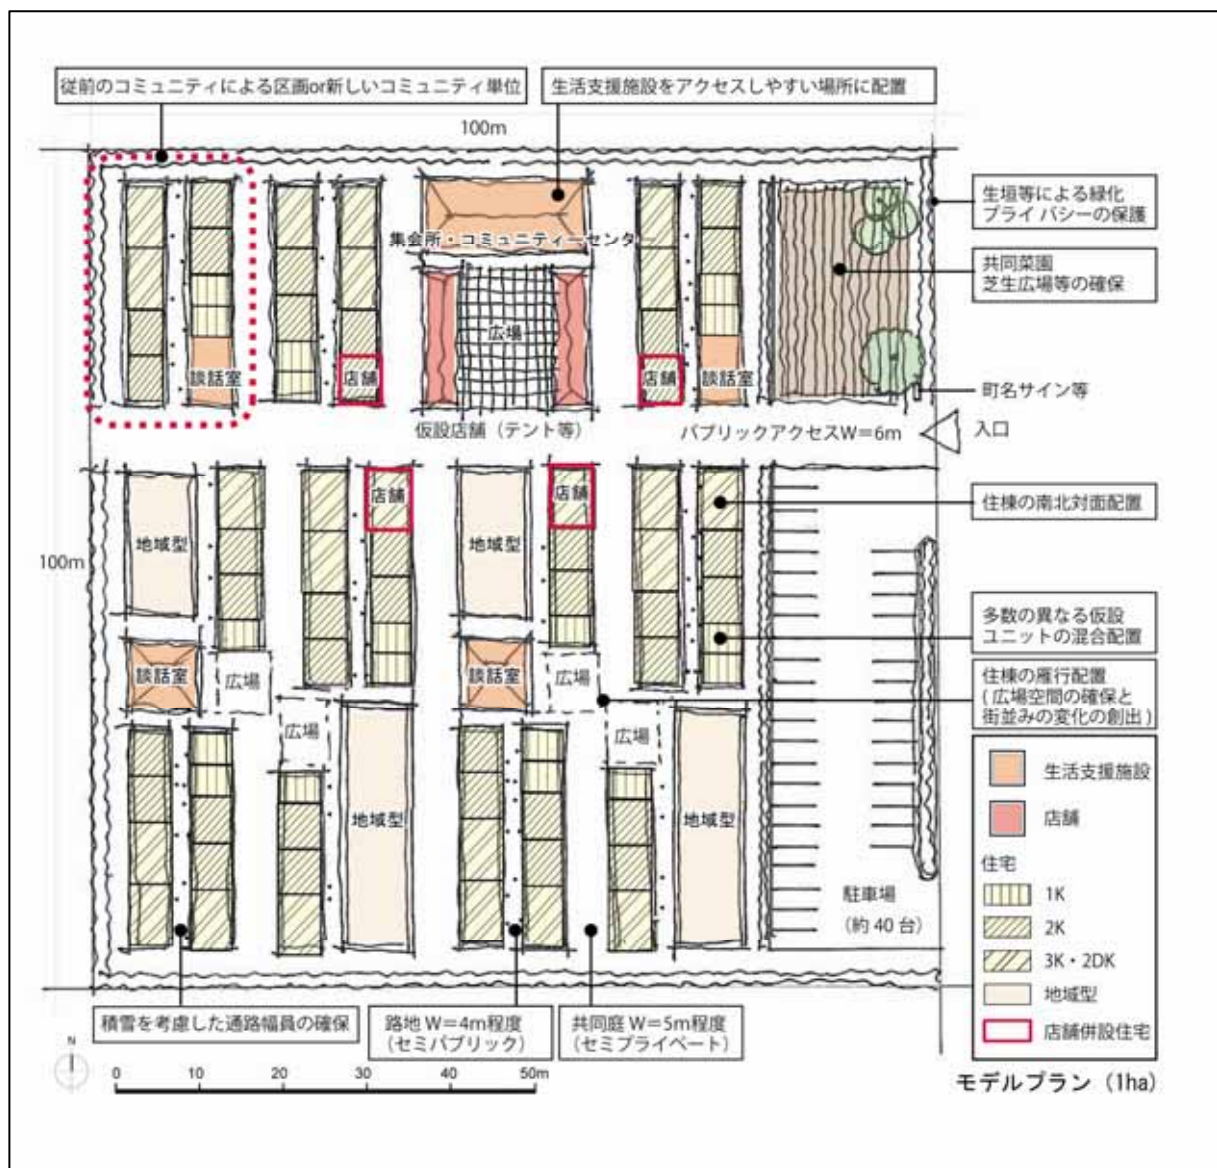 従前のコミュニティによる区画or新しいコミュニティ単位
生活支援施設をアクセスしやすい場所に配置
100m
生垣等による緑化
プライバシーの保護
集会所・コミュニティーセンター
共同菜園
芝生広場等の確保
広場
談話室
店舗
店舗
談話室
町名サイン等
仮設店舗（テント等）
パブリックアクセスW＝6m
入口
店舗
店舗
住棟の南北対面配置
地域型
地域型
100m
多数の異なる仮設
ユニットの混合配置
談話室
広場
談話室
広場
住棟の雁行配置
(広場空間の確保と
街並みの変化の創出)
広場
広場
生活支援施設
店舗
地域型
地域型
住宅
駐車場
(約40台)
1K
2K
3K・2DK
地域型
店舗併設住宅
積雪を考慮した通路幅員の確保
路地 W＝4m程度
(セミパブリック)
共同庭 W＝5m程度
(セミプライベート)
N
0 10 20 30 40 50m
モデルプラン（1ha）